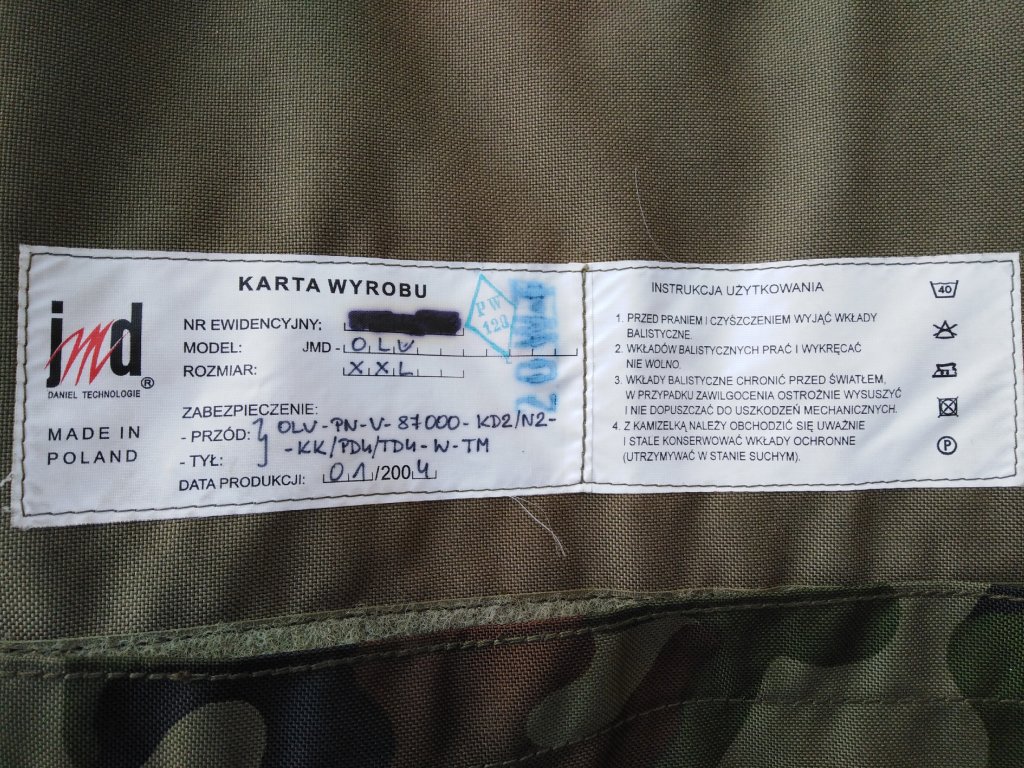 KARTA WYROBU
jmd
®
DANIEL TECHNOLOGIE
MADE IN
POLAND
NR EWIDENCYJNY:
MODEL: JMD - OLV
ROZMIAR: XXL
ZABEZPIECZENIE:
- PRZÓD: } OLV-PN-V-87000-KD2/N2-
- TYŁ: -KK/PD4/TD4-W-TM
DATA PRODUKCJI: 01/2004
PW
INSTRUKCJA UŻYTKOWANIA
1. PRZED PRANIEM I CZYSZCZENIEM WYJĄĆ WKŁADY
BALISTYCZNE.
2. WKŁADÓW BALISTYCZNYCH PRAĆ I WYKRĘCAĆ
NIE WOLNO.
3. WKŁADY BALISTYCZNE CHRONIĆ PRZED ŚWIATŁEM,
W PRZYPADKU ZAWILGOCENIA OSTROŻNIE WYSUSZYĆ
I NIE DOPUSZCZAĆ DO USZKODZEŃ MECHANICZNYCH.
4. Z KAMIZELKĄ NALEŻY OBCHODZIĆ SIĘ UWAŻNIE
I STALE KONSERWOWAĆ WKŁADY OCHRONNE
(UTRZYMYWAĆ W STANIE SUCHYM).
40
P